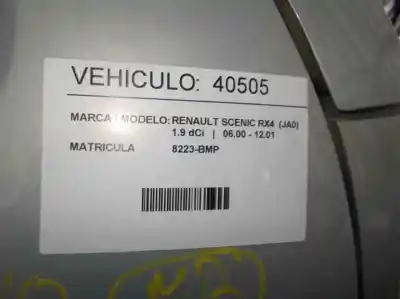 VEHICULO: 40505
MARCA / MODELO: RENAULT SCENIC RX4 (JA0)
1.9 dCi | 06.00 - 12.01
MATRICULA 8223-BMP